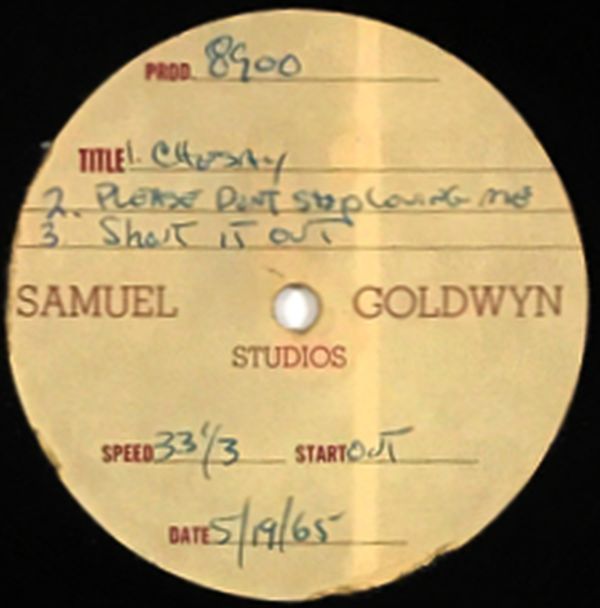 PROD. 8900
TITLE 1. CHESAY
2. PLEASE DONT STOP LOVING ME
3 ShOUT IT OUT
SAMUEL GOLDWYN
STUDIOS
SPEED 33 1/3 START OUT
DATE 5/19/65